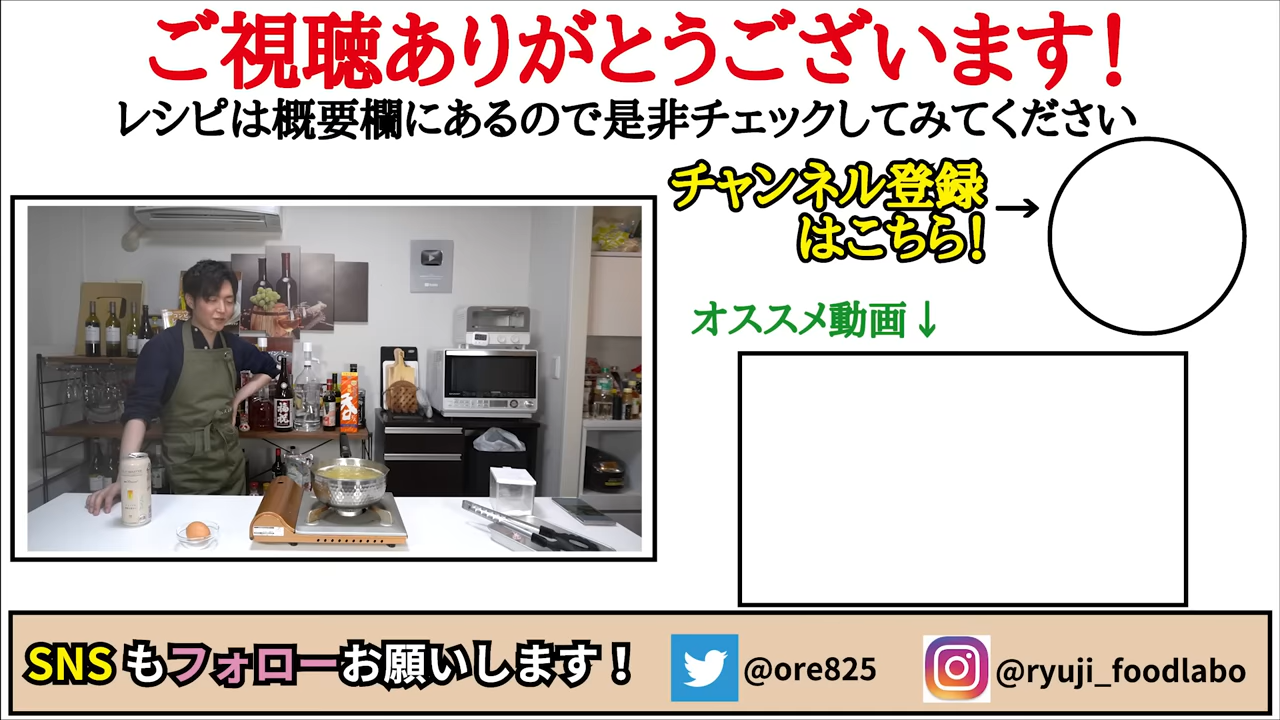 ご視聴ありがとうございます!
レシピは概要欄にあるので是非チェックしてみてください
チャンネル登録
はこちら!
→
オススメ動画↓
SNSもフォローお願いします!
@ore825
@ryuji_foodlabo